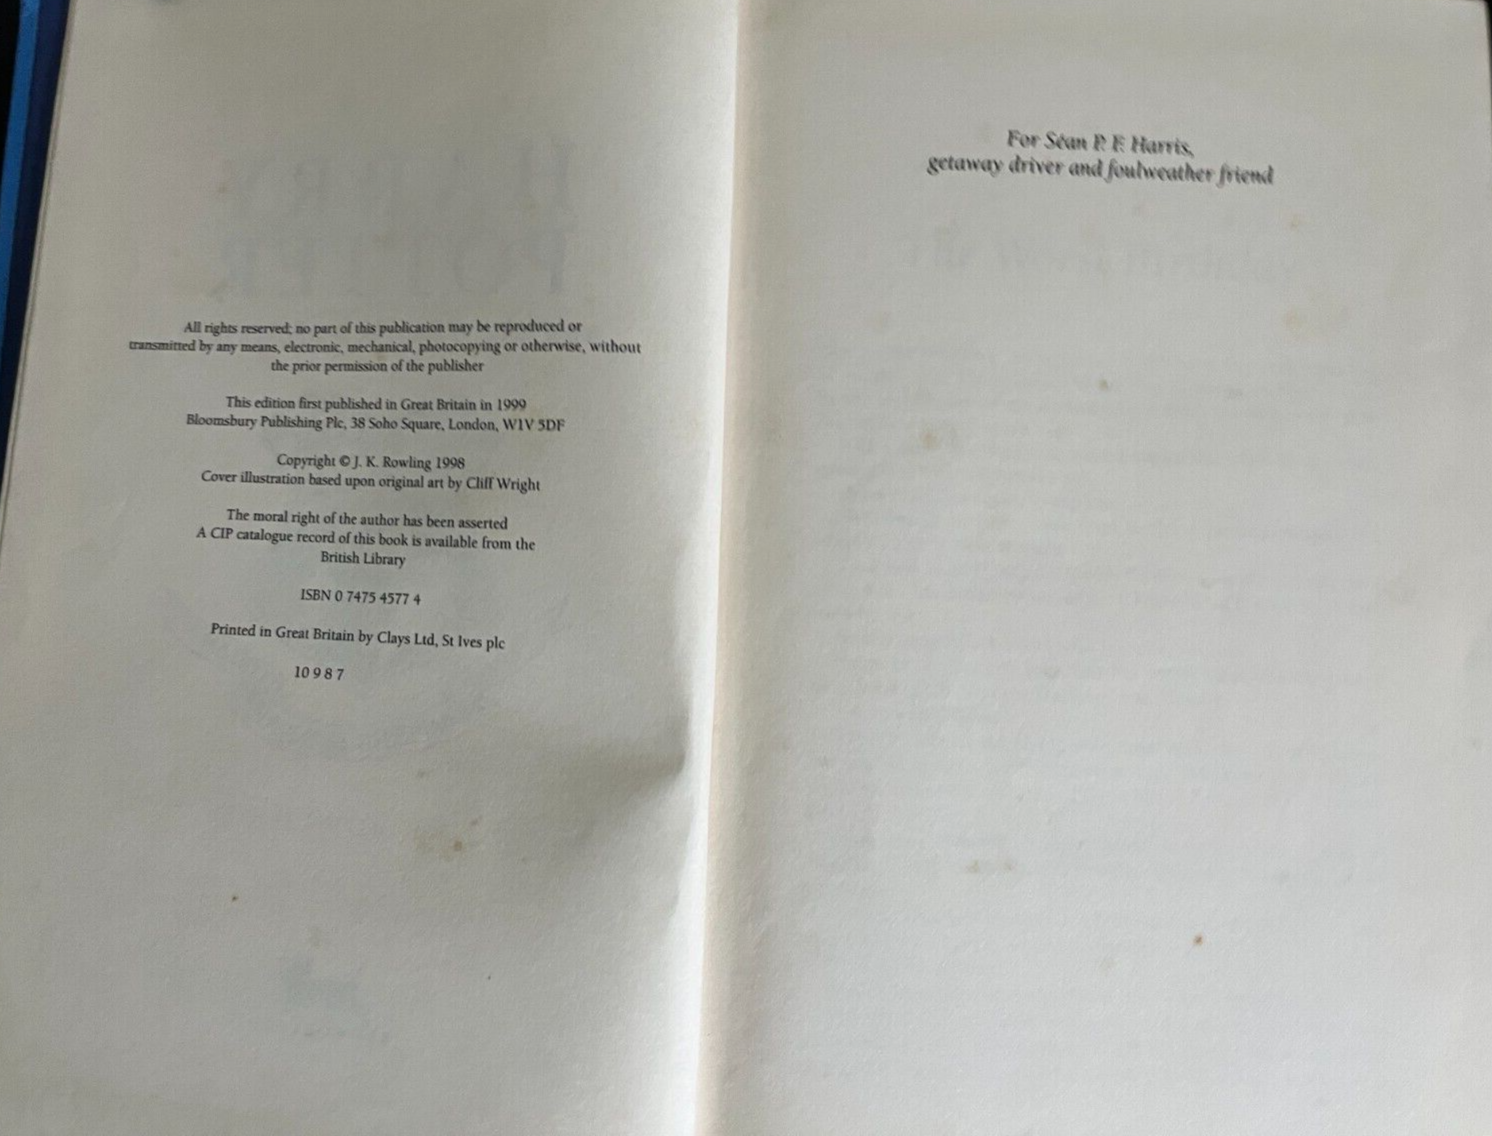 All rights reserved; no part of this publication may be reproduced or
transmitted by any means, electronic, mechanical, photocopying or otherwise, without
the prior permission of the publisher
This edition first published in Great Britain in 1999
Bloomsbury Publishing Plc, 38 Soho Square, London, W1V 5DF
Copyright © J. K. Rowling 1998
Cover illustration based upon original art by Cliff Wright
The moral right of the author has been asserted
A CIP catalogue record of this book is available from the
British Library
ISBN 0 7475 4577 4
Printed in Great Britain by Clays Ltd, St Ives plc
10 9 8 7
For Séan P. F. Harris,
getaway driver and foulweather friend